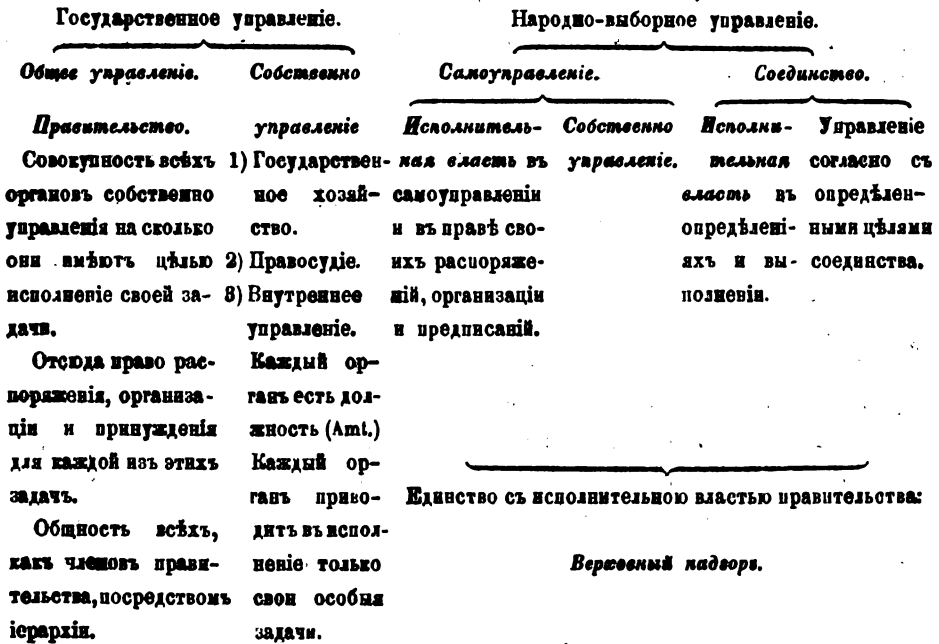 Государственное управленіе.
Общее управленіе.
Правительство.
Совокупность всѣхъ
органовъ собственно
управленія на сколько
они имѣютъ цѣлью
исполненіе своей за-
дачи.
Отсюда право рас-
поряженія, организа-
ціи и принужденія
для каждой изъ этихъ
задачъ.
Общность всѣхъ,
какъ членовъ прави-
тельства, посредствомъ
іерархіи.
Собственно
управленіе
1) Государствен-
ное хозяй-
ство.
2) Правосудіе.
3) Внутреннее
управленіе.
Каждый ор-
ганъ есть дол-
жность (Amt.)
Каждый ор-
ганъ приво-
дитъ въ испол-
неніе только
свои особыя
задачи.
Народно-выборное управленіе.
Самоуправленіе.
Исполнитель-
ная власть въ
самоуправленіи
и въ правѣ сво-
ихъ распоряже-
ній, организаціи
и предписаній.
Собственно
управленіе.
Соединство.
Исполни-
тельная
власть въ
опредѣлені-
яхъ и вы-
полненіи.
Управленіе
согласно съ
опредѣлен-
ными цѣлями
соединства.
Единство съ исполнительною властью правительства:
Верховный надзоръ.